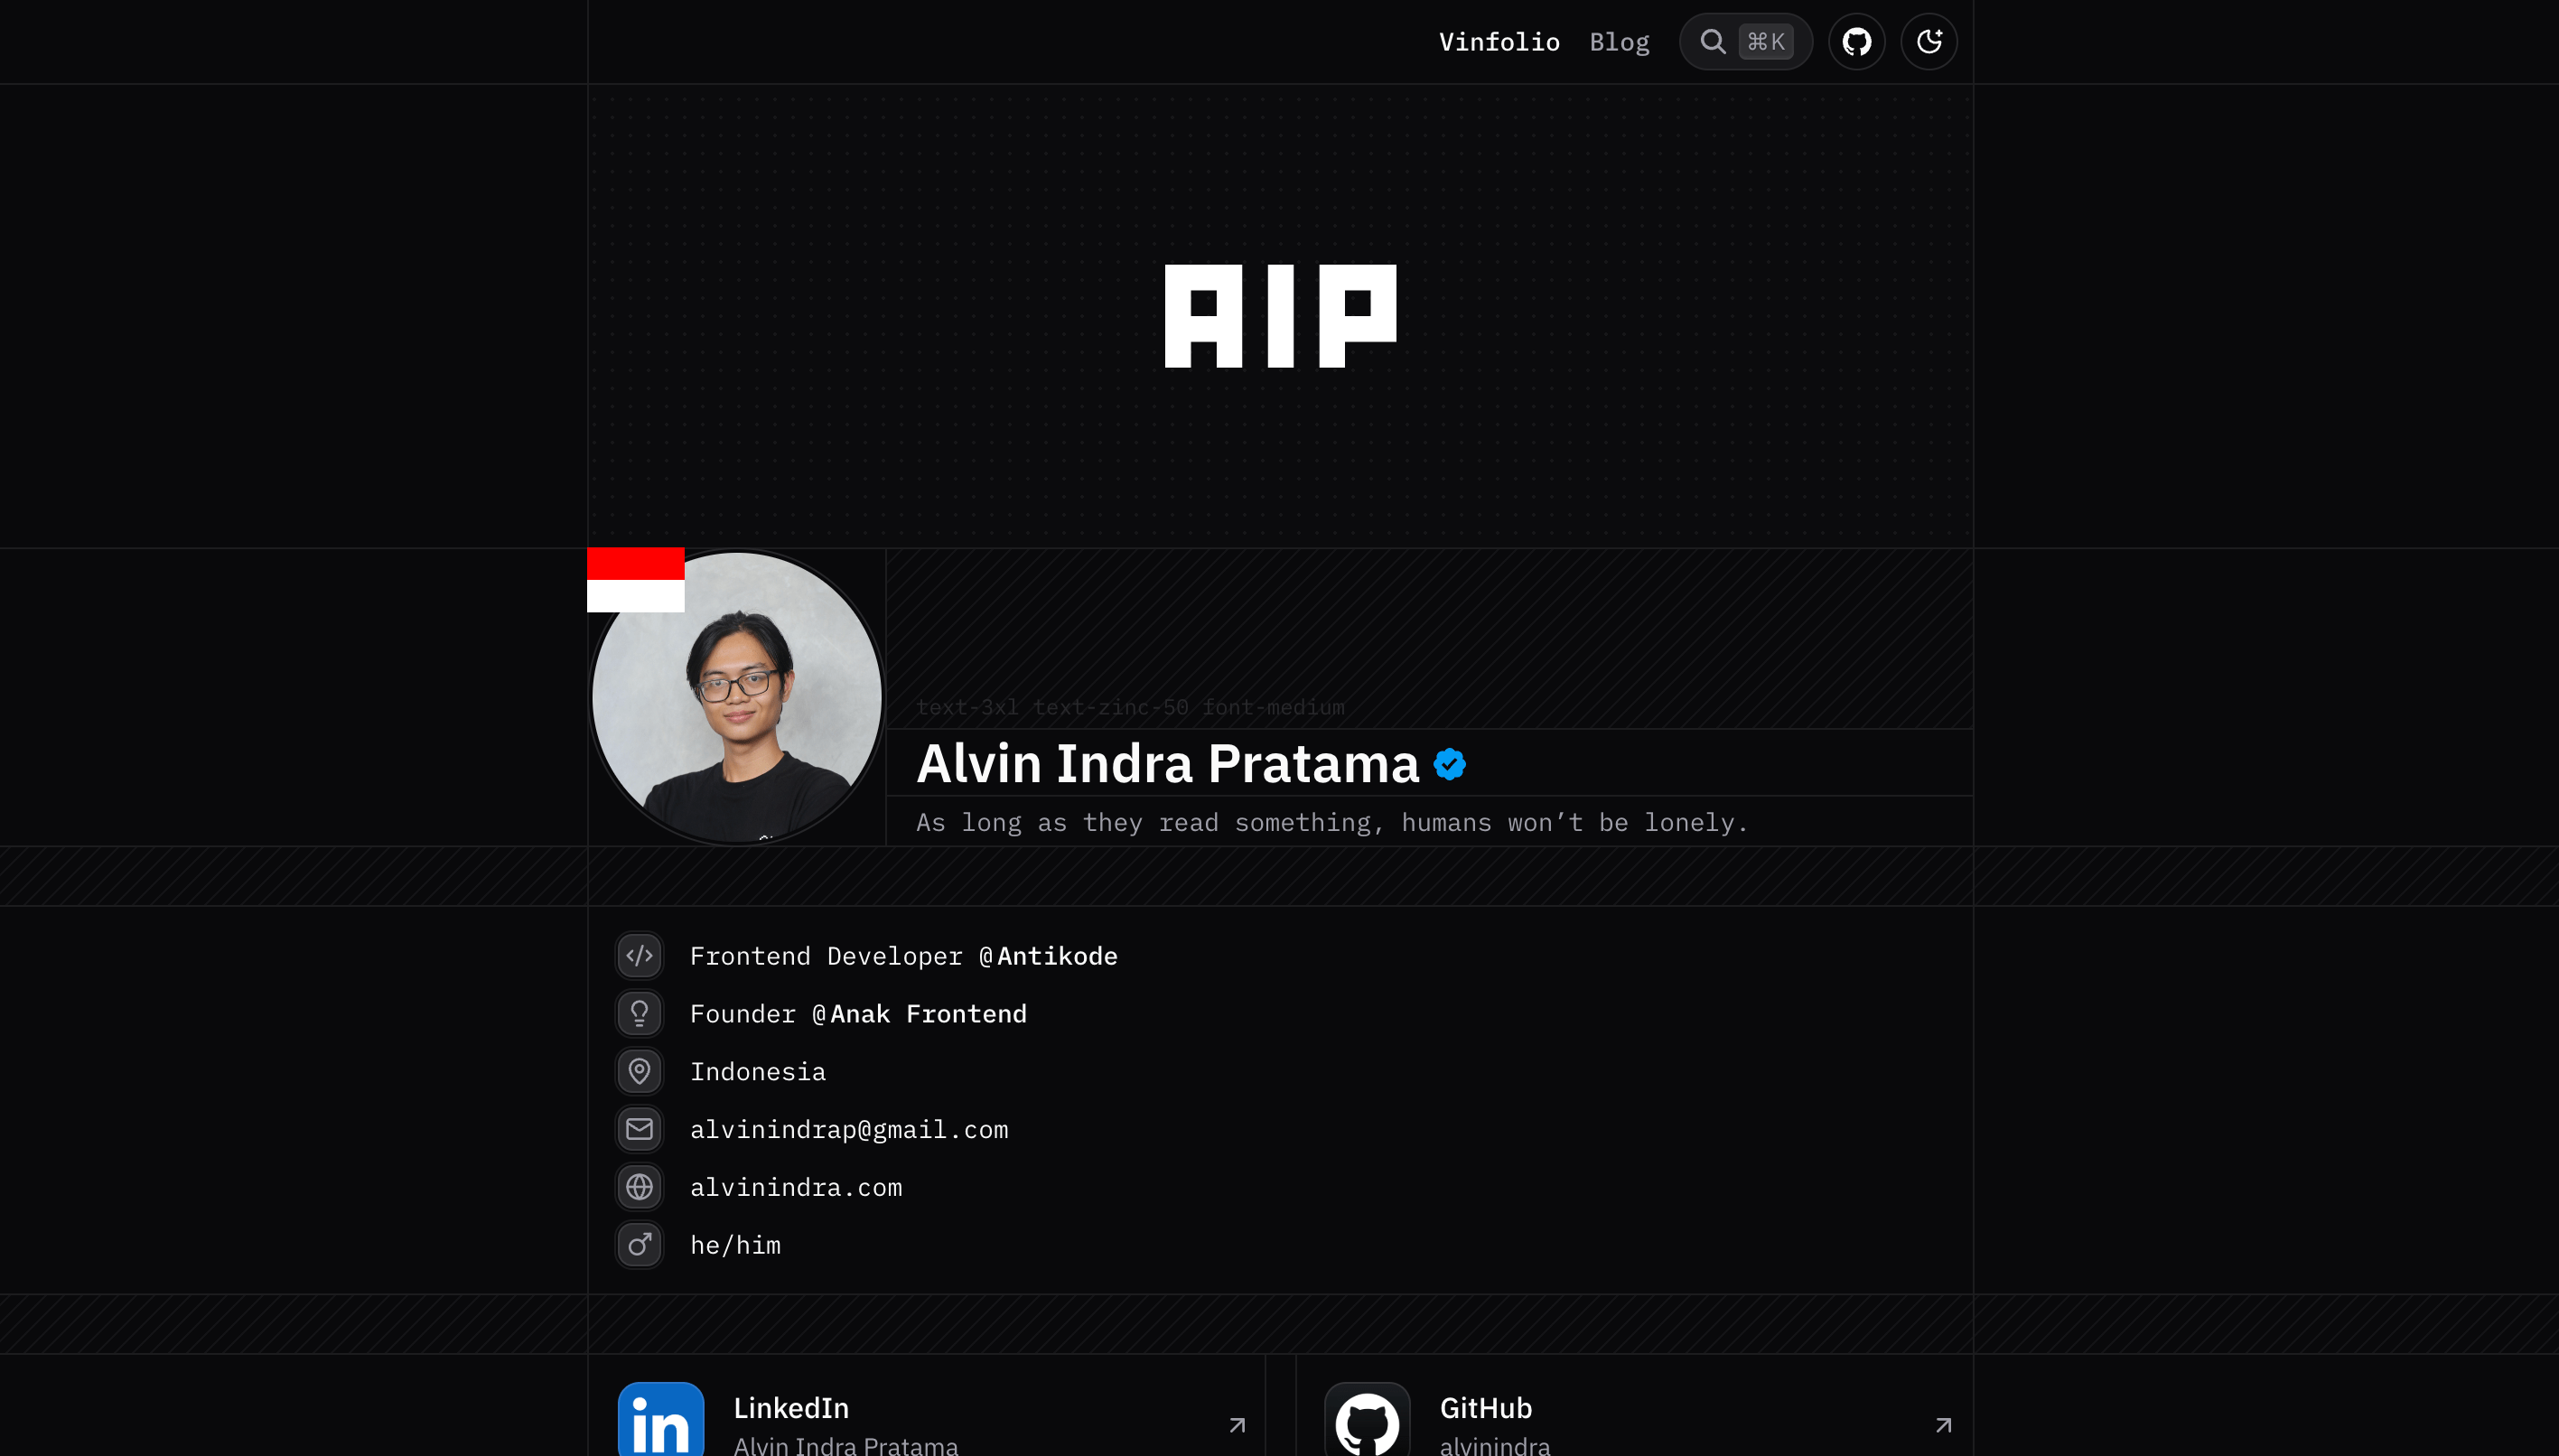 Vinfolio Blog ⌘K
AIP
text-3xl text-zinc-50 font-medium
Alvin Indra Pratama
As long as they read something, humans won’t be lonely.
Frontend Developer @Antikode
Founder @Anak Frontend
Indonesia
alvinindrap@gmail.com
alvinindra.com
he/him
in LinkedIn
Alvin Indra Pratama
GitHub
alvinindra